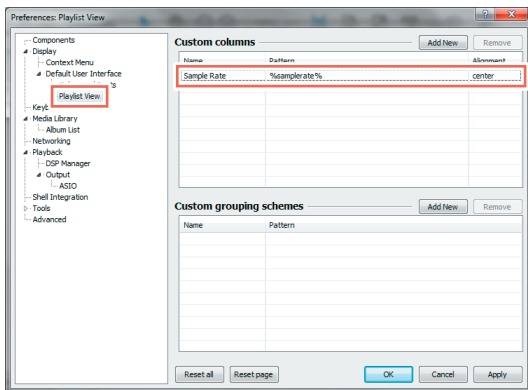 Preferences: Playlist View
Components
Display
Context Menu
Default User Interface
Playlist View
Media Library
Album List
Networking
Playback
DSP Manager
Output
ASIO
Shell Integration
Tools
Advanced
Custom columns
Add New
Remove
Name Pattern Alignment
Sample Rate %samplerate% center
Custom grouping schemes
Add New
Remove
Name Pattern
Reset all
Reset page
OK
Cancel
Apply